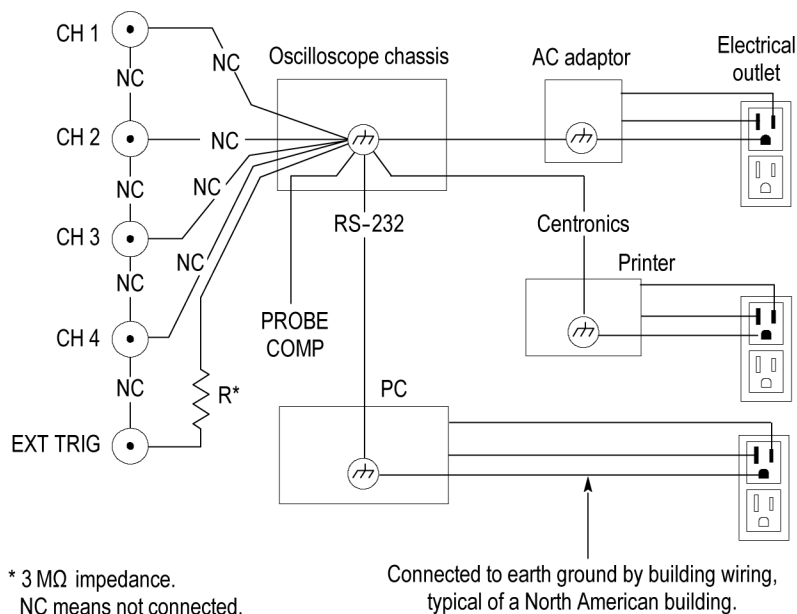 CH 1
NC
Oscilloscope chassis
AC adaptor
Electrical
outlet
NC
CH 2
NC
NC
CH 3
NC
RS-232
Centronics
NC
NC
Printer
CH 4
PROBE
COMP
NC
R*
PC
EXT TRIG
* 3 MΩ impedance.
NC means not connected.
Connected to earth ground by building wiring,
typical of a North American building.